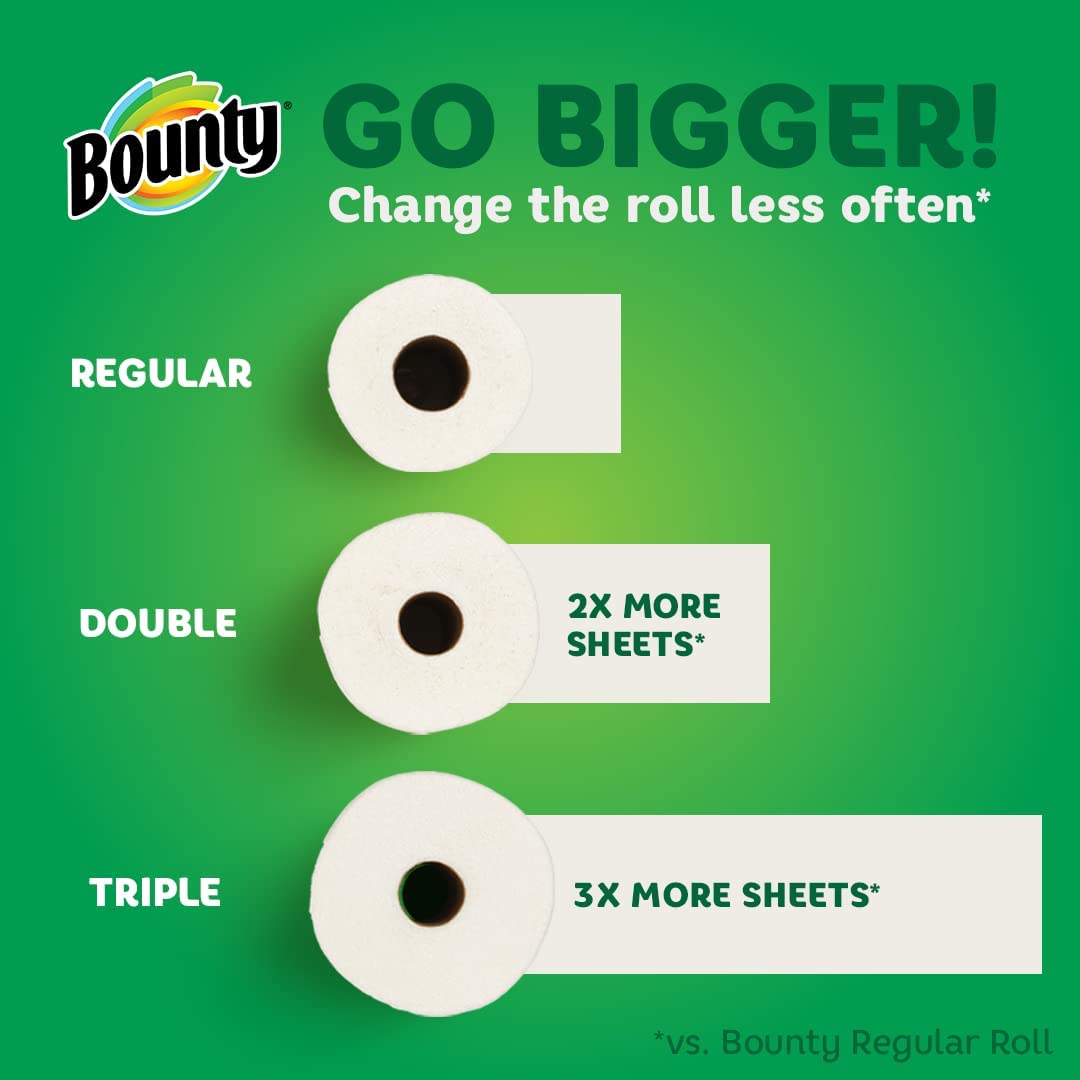 Bounty®
GO BIGGER!
Change the roll less often*
REGULAR
DOUBLE
2X MORE
SHEETS*
TRIPLE
3X MORE SHEETS*
*vs. Bounty Regular Roll